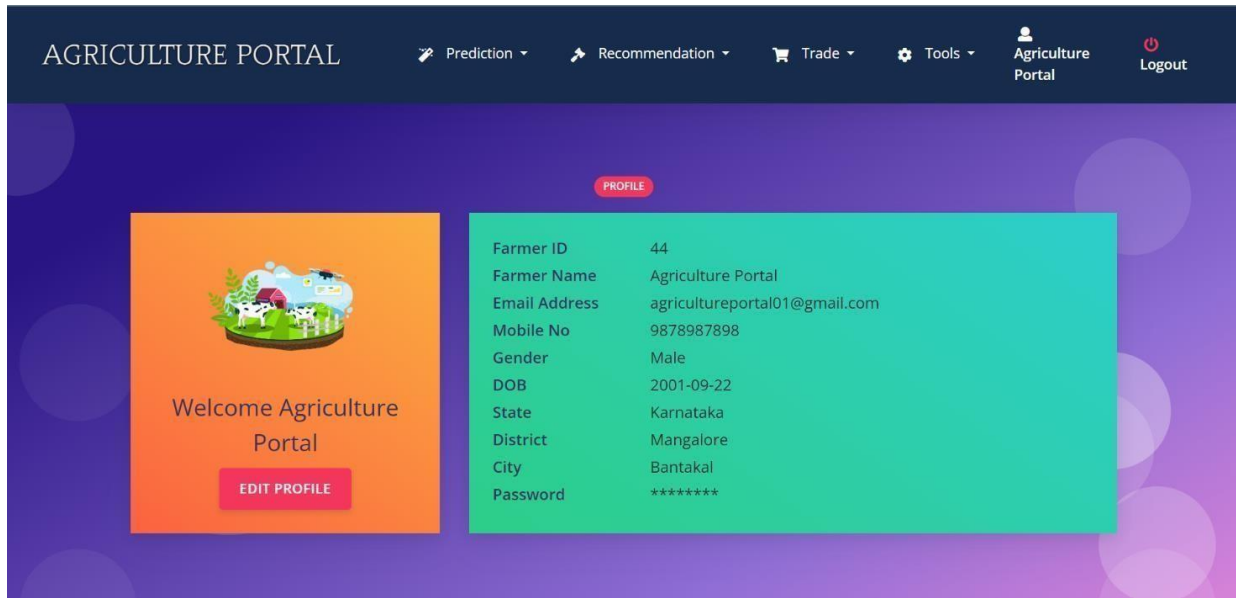 AGRICULTURE PORTAL
Prediction
Recommendation
Trade
Tools
Agriculture
Portal
Logout
PROFILE
Welcome Agriculture
Portal
EDIT PROFILE
Farmer ID 44
Farmer Name Agriculture Portal
Email Address agricultureportal01@gmail.com
Mobile No 9878987898
Gender Male
DOB 2001-09-22
State Karnataka
District Mangalore
City Bantakal
Password ********